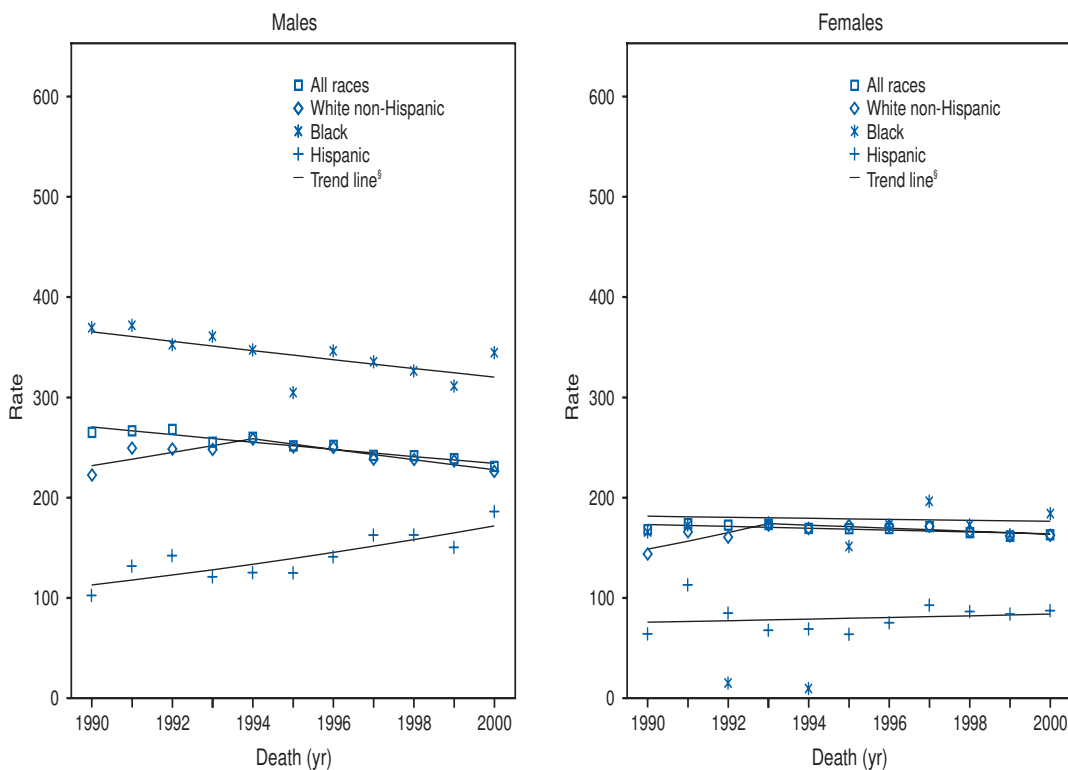 Males
All races
White non-Hispanic
Black
Hispanic
Trend line§
Rate
600
500
400
300
200
100
0
1990 1992 1994 1996 1998 2000
Death (yr)
Females
All races
White non-Hispanic
Black
Hispanic
Trend line§
Rate
600
500
400
300
200
100
0
1990 1992 1994 1996 1998 2000
Death (yr)